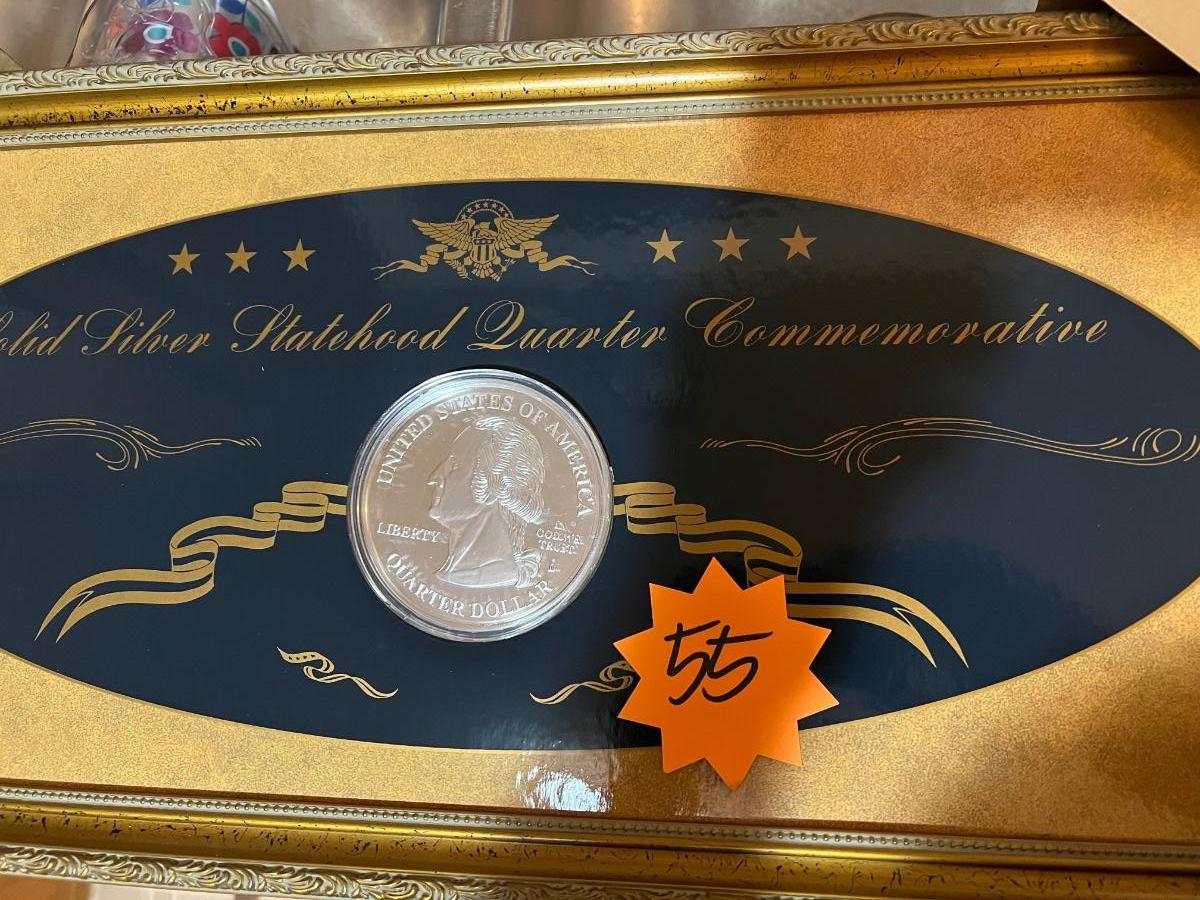 olid Silver Statehood Quarter Commemorative
UNITED STATES OF AMERICA
LIBERTY
IN
GOD WE
TRUST
QUARTER DOLLAR
55